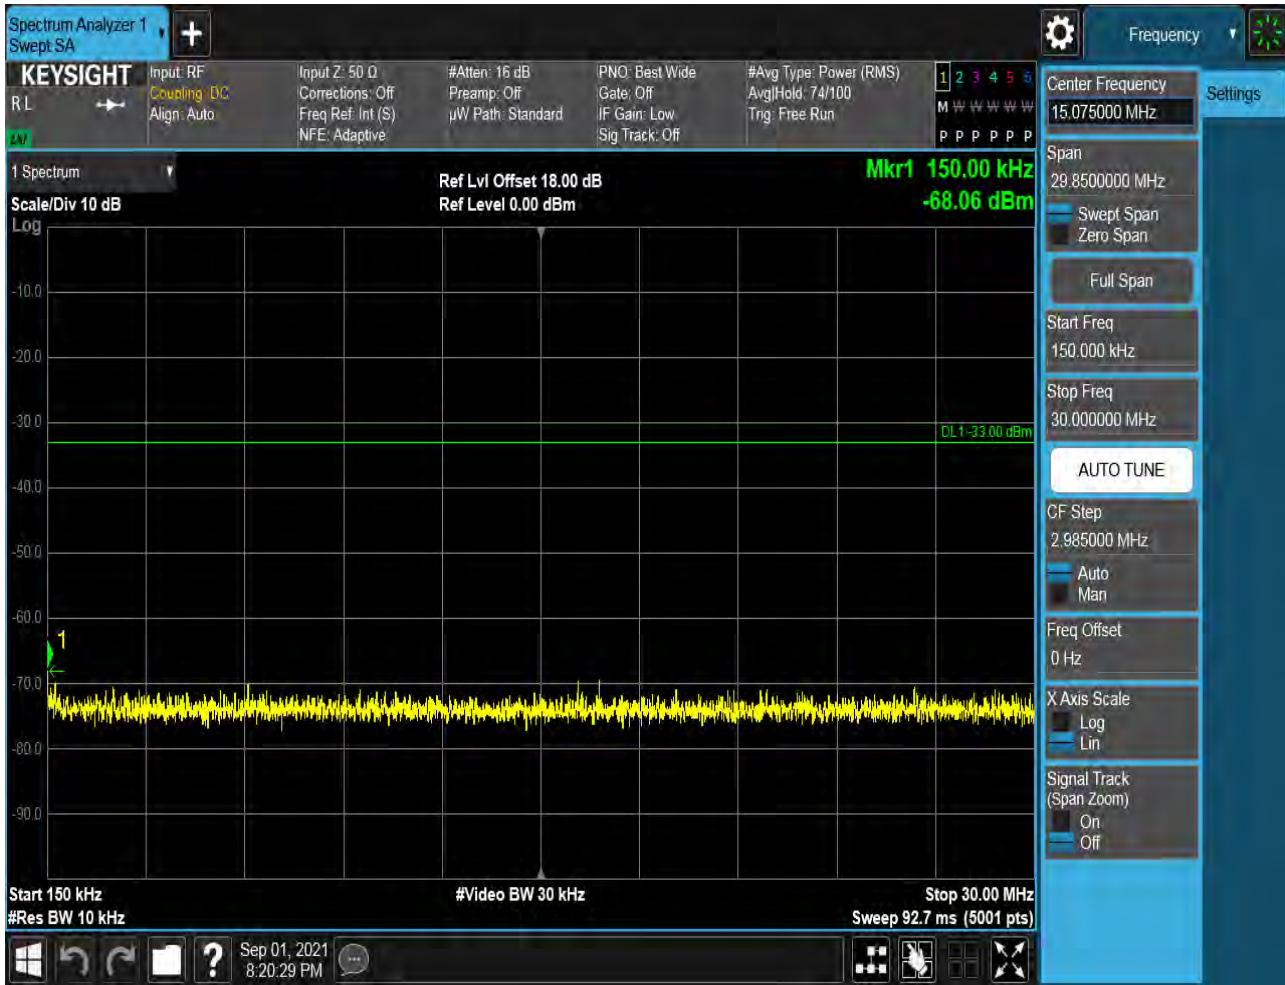 Spectrum Analyzer 1
Swept SA
+
Frequency
KEYSIGHT
R L
Input: RF
Coupling: DC
Align: Auto
Input Z: 50 Ω
Corrections: Off
Freq Ref: Int (S)
NFE: Adaptive
#Atten: 16 dB
Preamp: Off
µW Path: Standard
PNO: Best Wide
Gate: Off
IF Gain: Low
Sig Track: Off
#Avg Type: Power (RMS)
Avg|Hold: 74/100
Trig: Free Run
1 2 3 4 5 6
M W W W W W
P P P P P P
1 Spectrum
Scale/Div 10 dB
Log
Ref Lvl Offset 18.00 dB
Ref Level 0.00 dBm
Mkr1 150.00 kHz
-68.06 dBm
-10.0
-20.0
-30.0
DL1 -33.00 dBm
-40.0
-50.0
-60.0
1
-70.0
-80.0
-90.0
Start 150 kHz
#Res BW 10 kHz
#Video BW 30 kHz
Stop 30.00 MHz
Sweep 92.7 ms (5001 pts)
Center Frequency
15.075000 MHz
Settings
Span
29.8500000 MHz
Swept Span
Zero Span
Full Span
Start Freq
150.000 kHz
Stop Freq
30.000000 MHz
AUTO TUNE
CF Step
2.985000 MHz
Auto
Man
Freq Offset
0 Hz
X Axis Scale
Log
Lin
Signal Track
(Span Zoom)
On
Off
?
Sep 01, 2021
8:20:29 PM